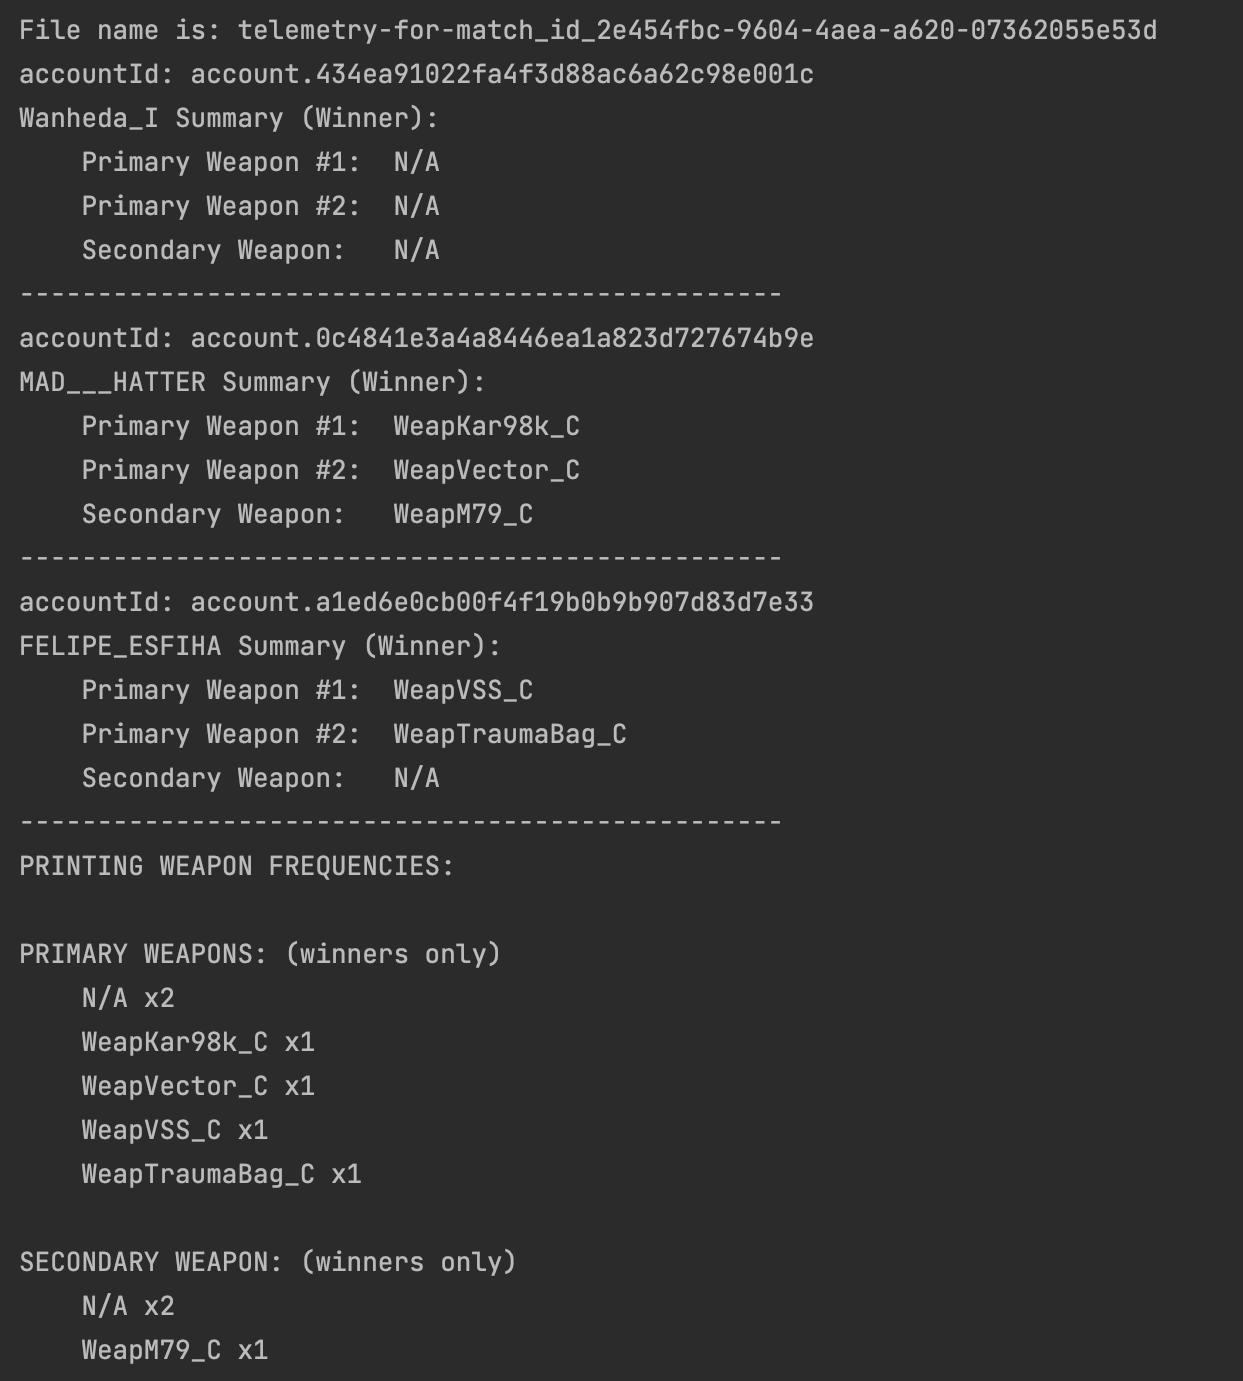 File name is: telemetry-for-match_id_2e454fbc-9604-4aea-a620-07362055e53d
accountId: account.434ea91022fa4f3d88ac6a62c98e001c
Wanheda_I Summary (Winner):
    Primary Weapon #1:  N/A
    Primary Weapon #2:  N/A
    Secondary Weapon:   N/A
-------------------------------------------------
accountId: account.0c4841e3a4a8446ea1a823d727674b9e
MAD___HATTER Summary (Winner):
    Primary Weapon #1:  WeapKar98k_C
    Primary Weapon #2:  WeapVector_C
    Secondary Weapon:   WeapM79_C
-------------------------------------------------
accountId: account.a1ed6e0cb00f4f19b0b9b907d83d7e33
FELIPE_ESFIHA Summary (Winner):
    Primary Weapon #1:  WeapVSS_C
    Primary Weapon #2:  WeapTraumaBag_C
    Secondary Weapon:   N/A
-------------------------------------------------
PRINTING WEAPON FREQUENCIES:

PRIMARY WEAPONS: (winners only)
    N/A x2
    WeapKar98k_C x1
    WeapVector_C x1
    WeapVSS_C x1
    WeapTraumaBag_C x1

SECONDARY WEAPON: (winners only)
    N/A x2
    WeapM79_C x1